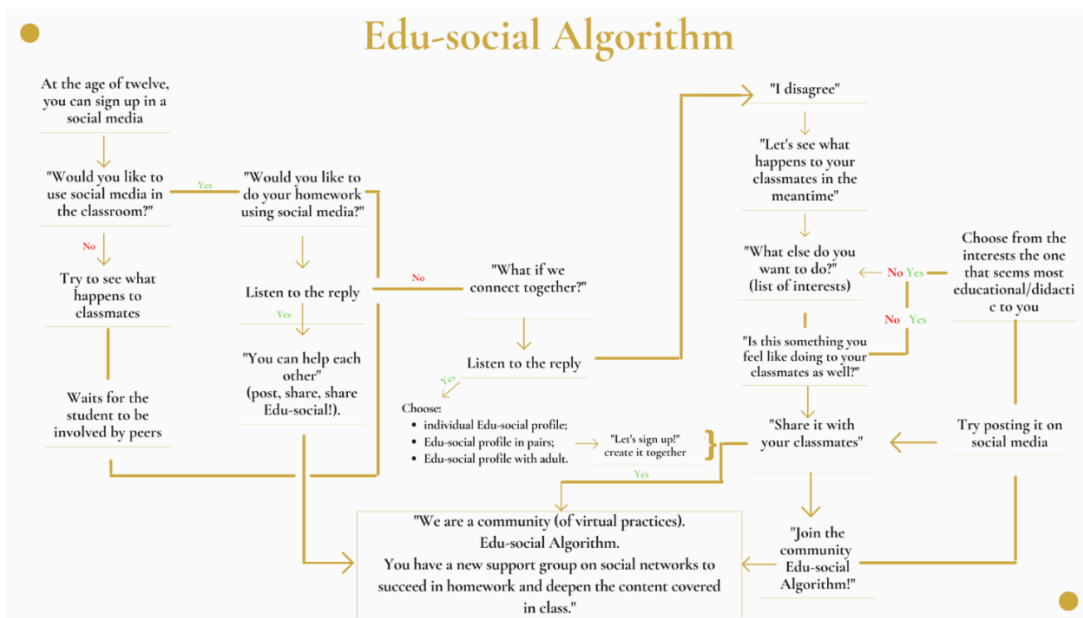 Edu-social Algorithm
At the age of twelve,
you can sign up in a
social media
"Would you like to
use social media in
the classroom?"
Yes
"Would you like to
do your homework
using social media?"
No
Try to see what
happens to
classmates
Waits for the
student to be
involved by peers
Listen to the reply
Yes
"You can help each
other"
(post, share, share
Edu-social!).
No
"What if we
connect together?"
Listen to the reply
Yes
Choose:
• individual Edu-social profile;
• Edu-social profile in pairs;
• Edu-social profile with adult.
"Let's sign up!"
create it together
}
Yes
"I disagree"
"Let's see what
happens to your
classmates in the
meantime"
"What else do you
want to do?"
(list of interests)
No Yes
Choose from the
interests the one
that seems most
educational/didacti
c to you
No Yes
"Is this something you
feel like doing to your
classmates as well?"
"Share it with
your classmates"
Try posting it on
social media
"Join the
community
Edu-social
Algorithm!"
"We are a community (of virtual practices).
Edu-social Algorithm.
You have a new support group on social networks to
succeed in homework and deepen the content covered
in class."